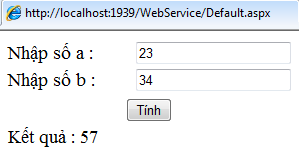 http://localhost:1939/WebService/Default.aspx
Nhập số a : 23
Nhập số b : 34
Tính
Kết quả : 57